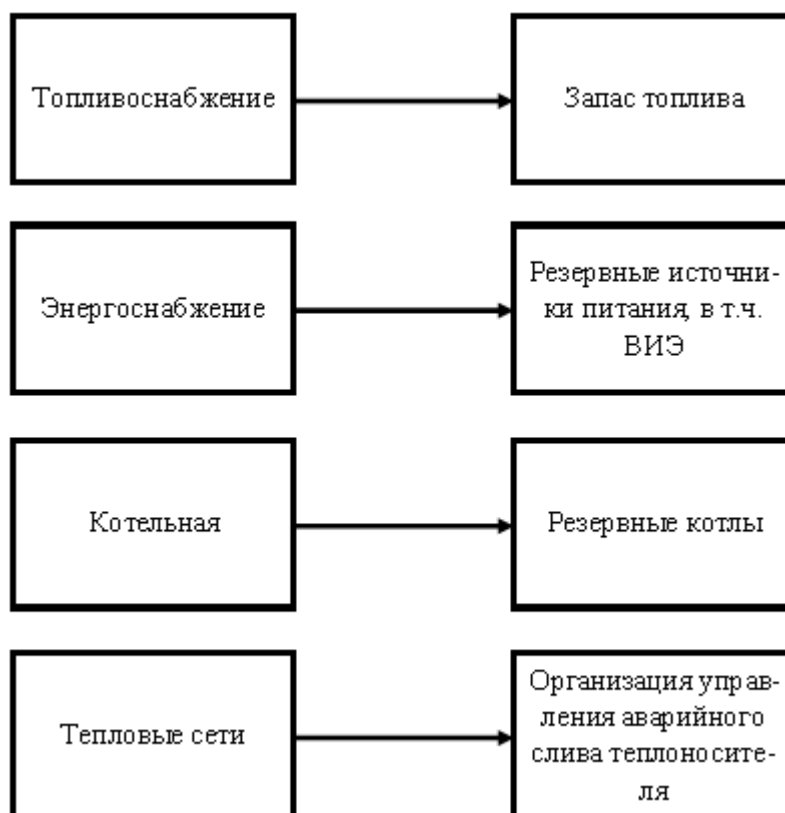 Топливоснабжение
Запас топлива
Энергоснабжение
Резервные источни-
ки питания, в т.ч.
ВИЭ
Котельная
Резервные котлы
Тепловые сети
Организация управ-
ления аварийного
слива теплоносите-
ля